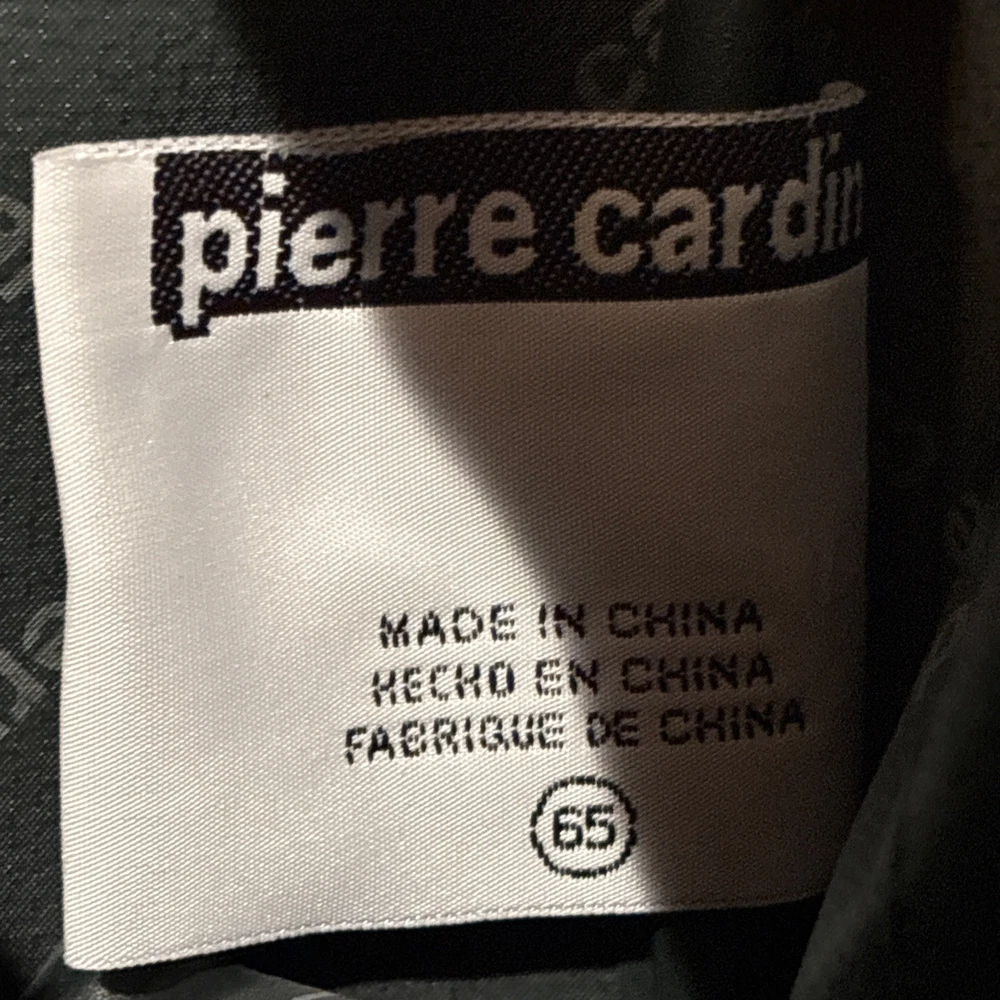 pierre cardin
MADE IN CHINA
HECHO EN CHINA
FABRIQUE DE CHINA
65